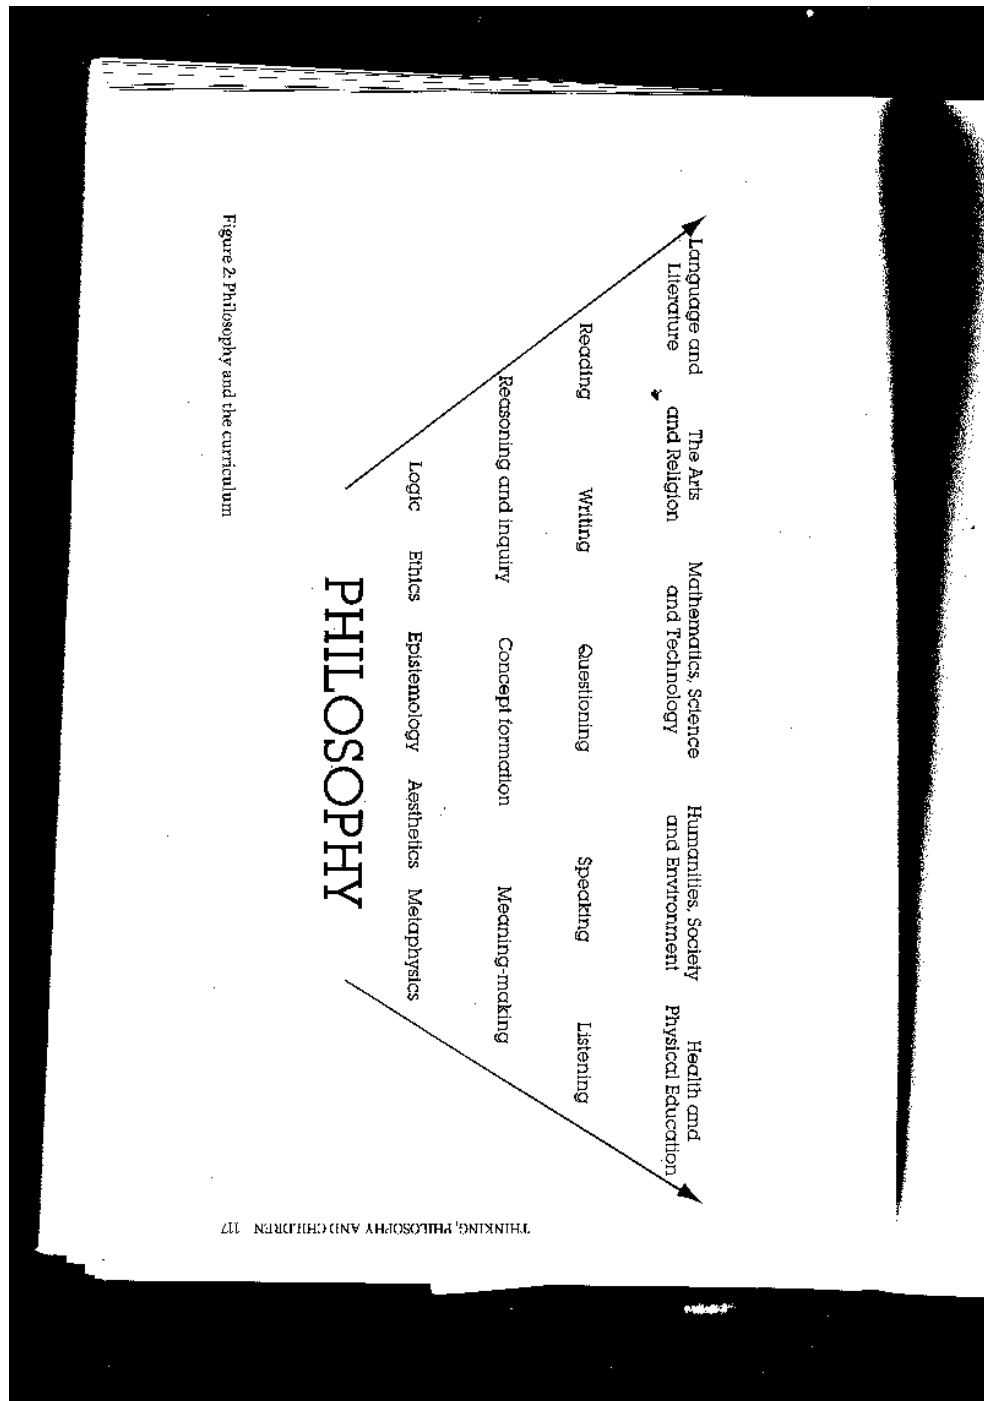 Language and The Arts Mathematics, Science Humanities, Society Health and
Literature and Religion and Technology and Environment Physical Education
Reading Writing Questioning Speaking Listening
Reasoning and inquiry Concept formation Meaning-making
Logic Ethics Epistemology Aesthetics Metaphysics
PHILOSOPHY
Figure 2: Philosophy and the curriculum
THINKING, PHILOSOPHY AND CHILDREN 117